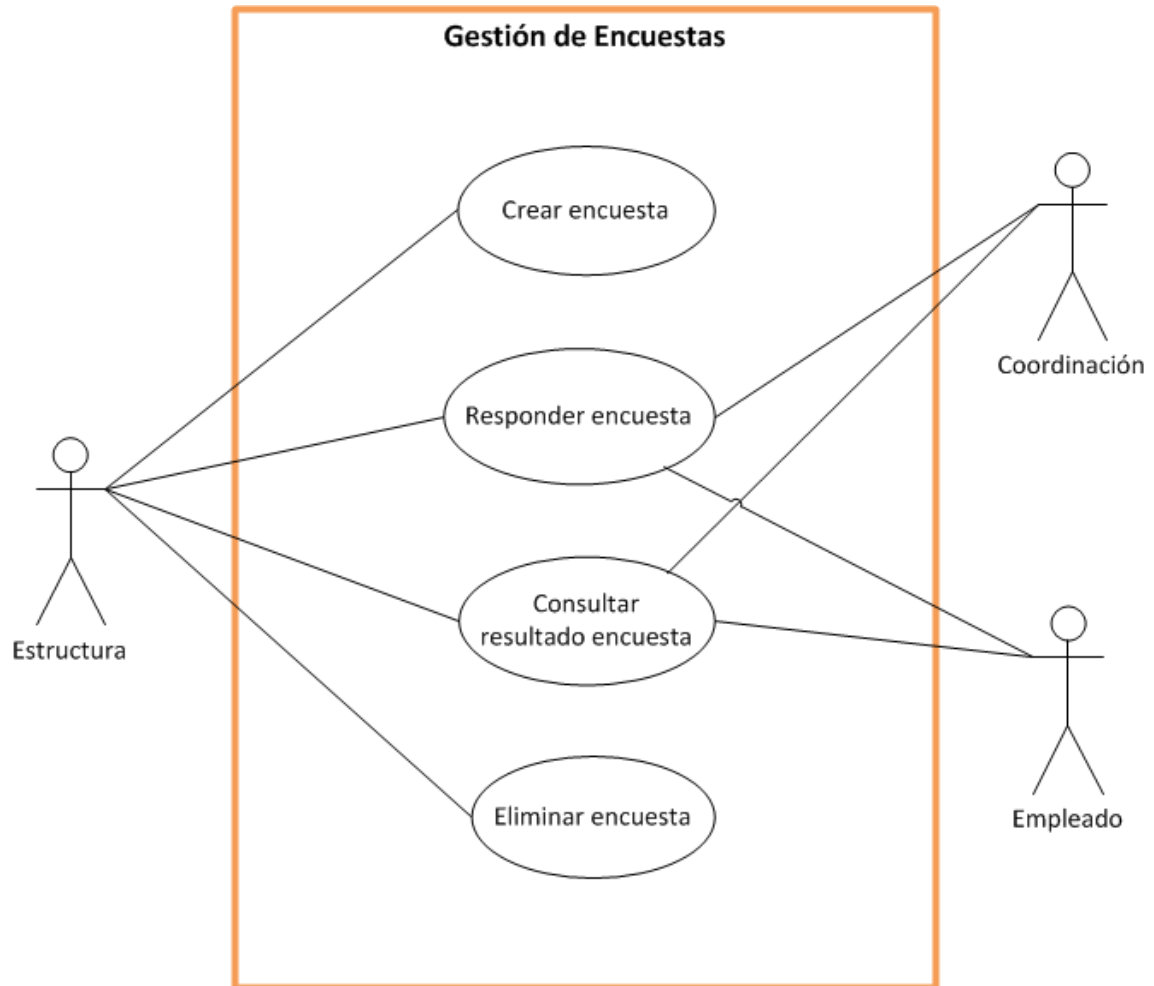 Gestión de Encuestas
Crear encuesta
Coordinación
Responder encuesta
Estructura
Consultar
resultado encuesta
Empleado
Eliminar encuesta